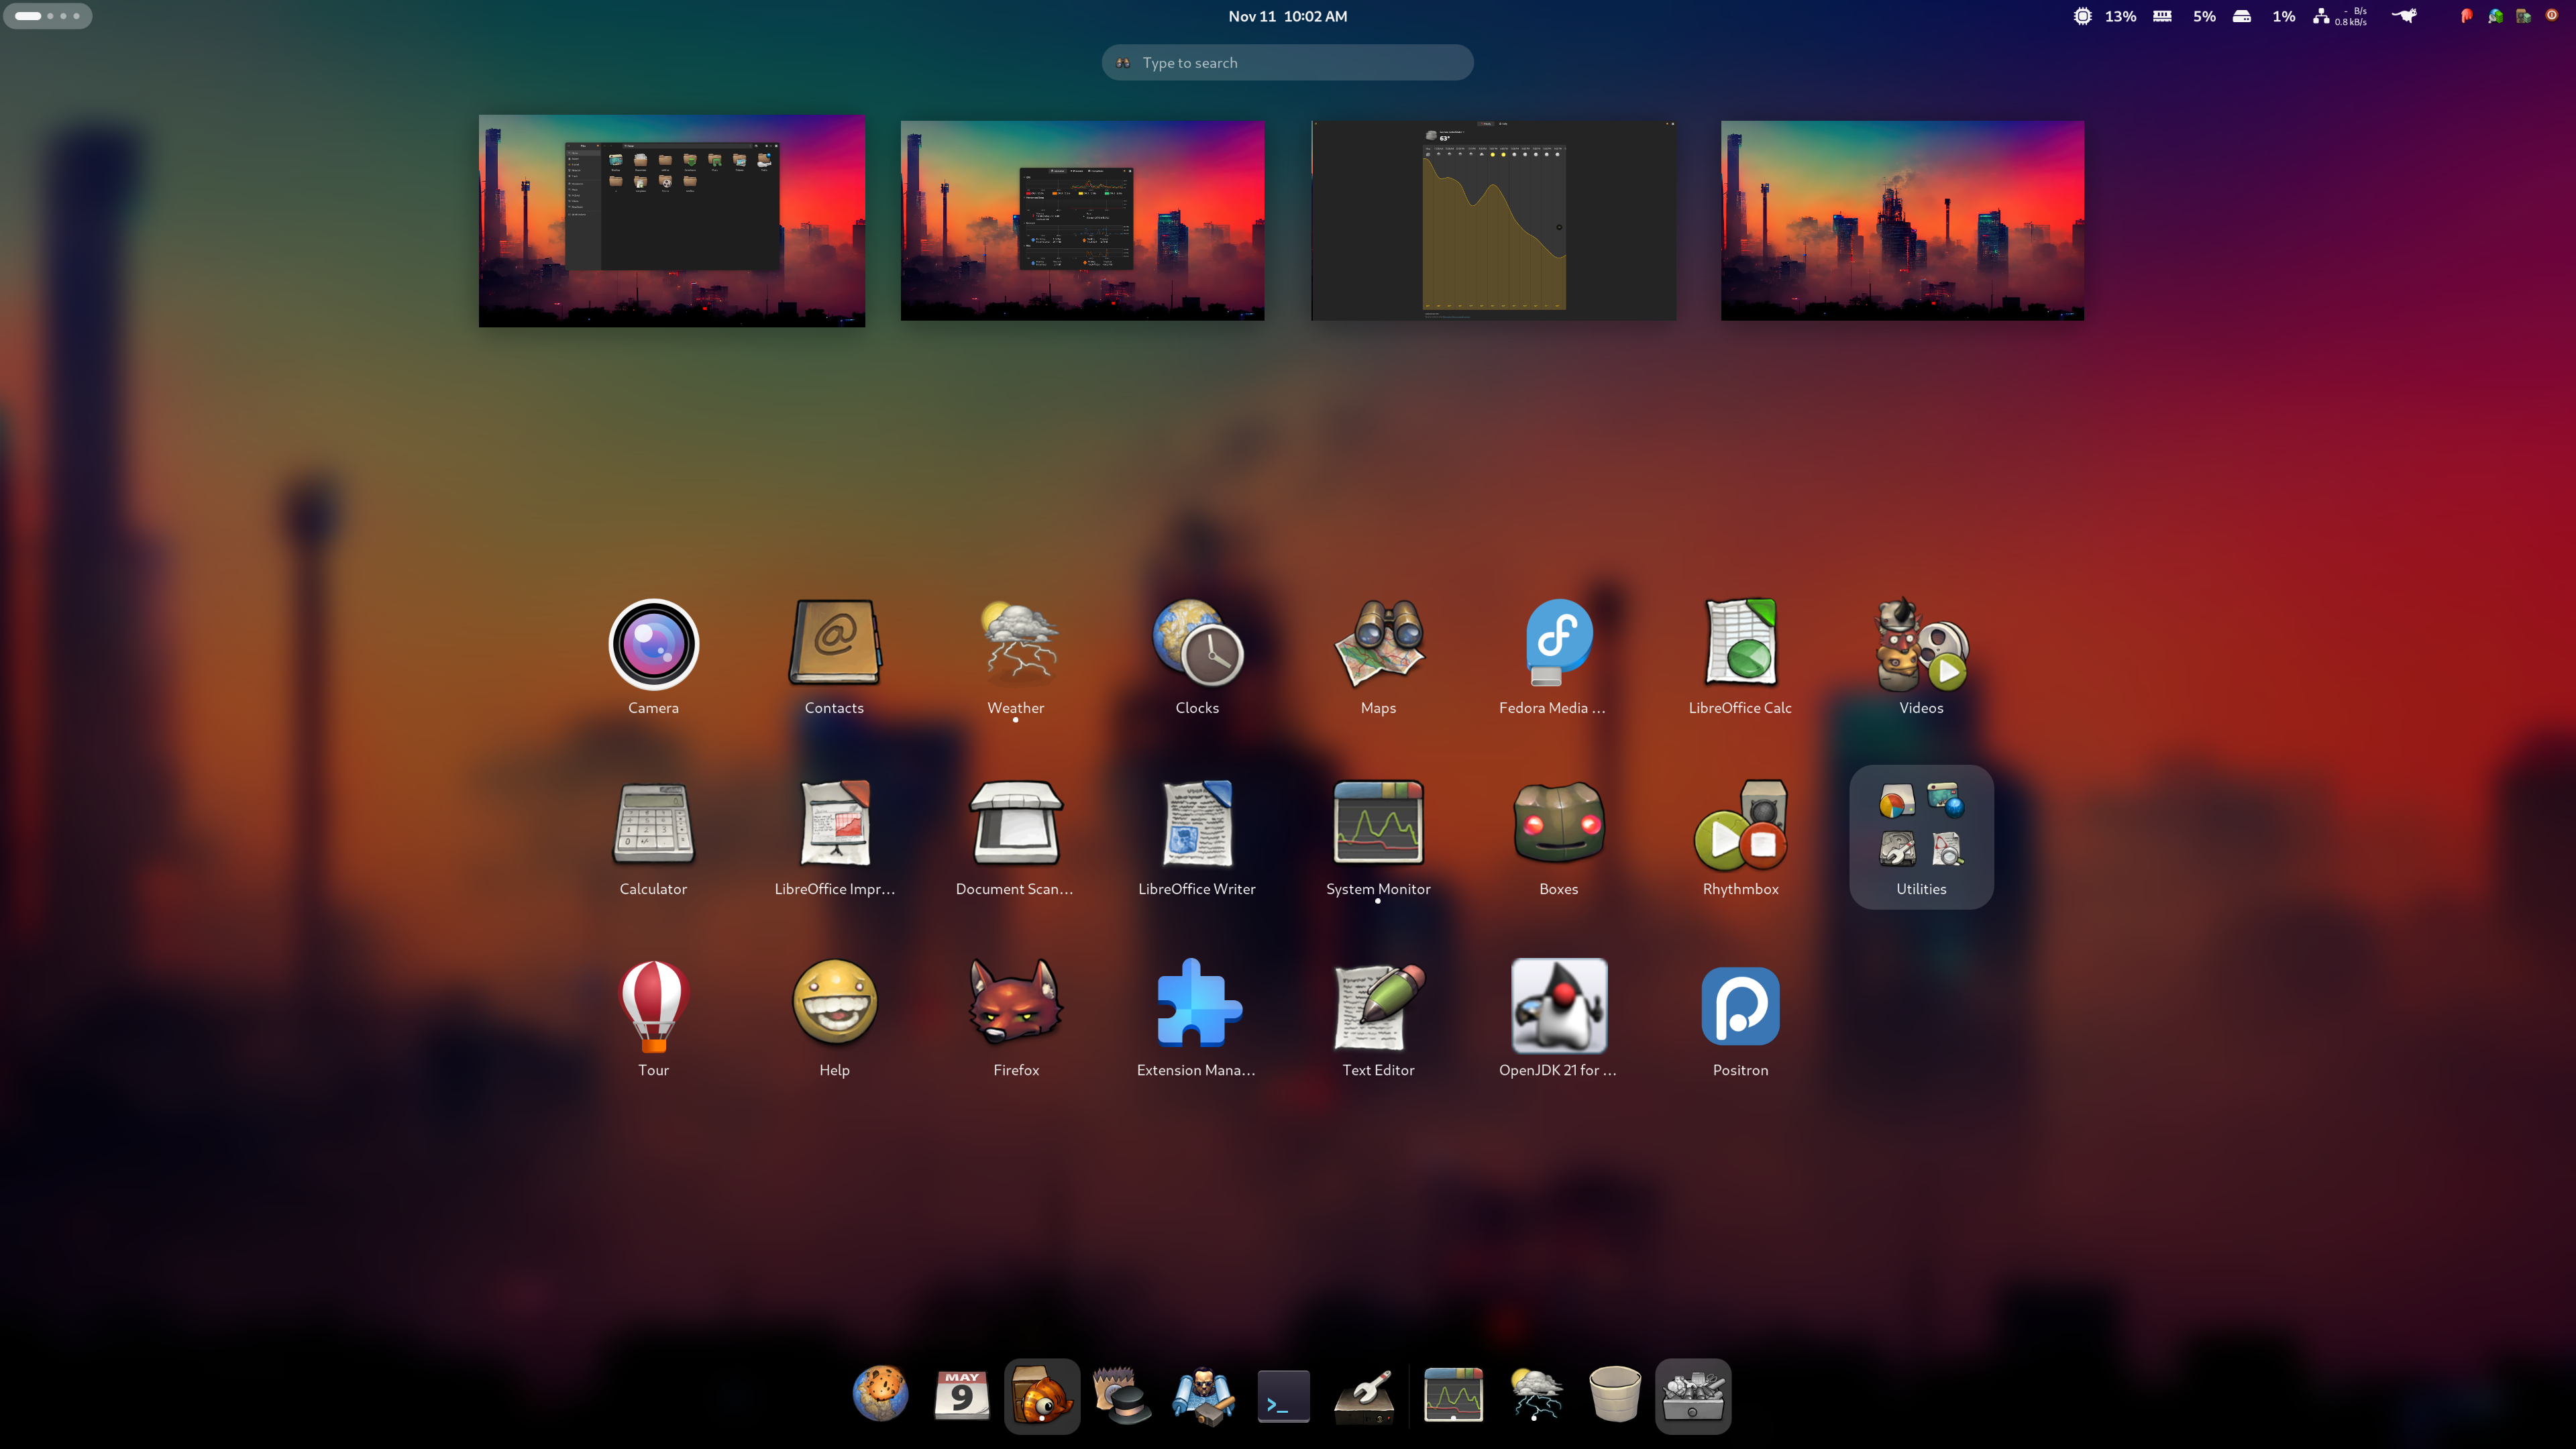 Nov 11 10:02 AM
13% 5% 1% - B/s
0.8 kB/s
Type to search
63°
Camera
Contacts
Weather
Clocks
Maps
Fedora Media ...
LibreOffice Calc
Videos
Calculator
LibreOffice Impr...
Document Scan...
LibreOffice Writer
System Monitor
Boxes
Rhythmbox
Utilities
Tour
Help
Firefox
Extension Mana...
Text Editor
OpenJDK 21 for ...
Positron
MAY
9
>_